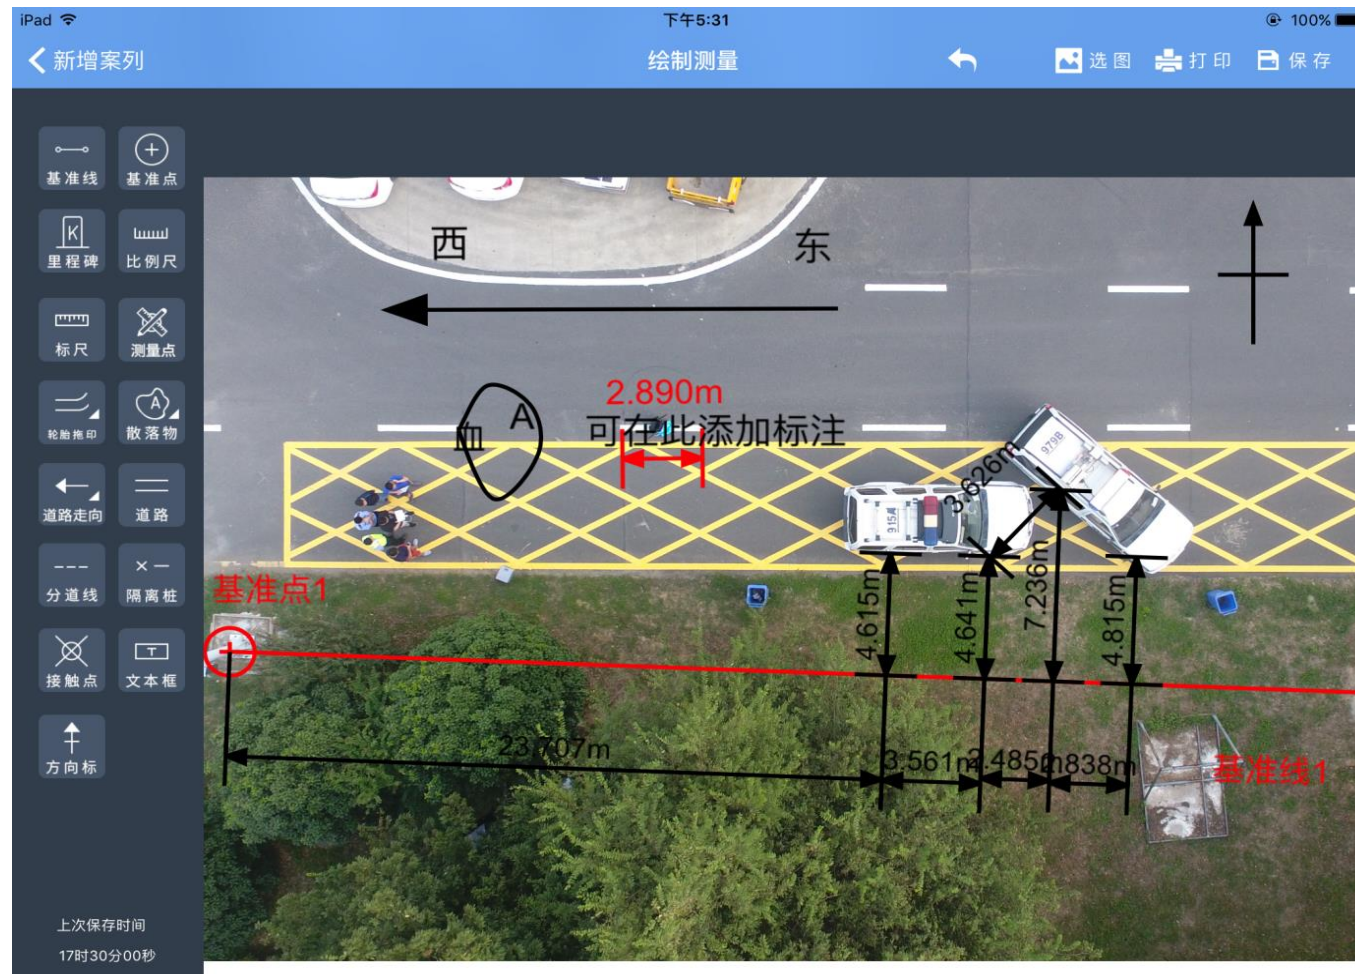 iPad
下午5:31
100%
新增案列
绘制测量
选图
打印
保存
基准线
基准点
K
里程碑
比例尺
标尺
测量点
轮胎拖印
A
散落物
道路走向
道路
分道线
隔离桩
接触点
T
文本框
方向标
上次保存时间
17时30分00秒
西
东
2.890m
可在此添加标注
血
A
9798
915A
3.626m
基准点1
4.615m
4.641m
7.236m
4.815m
23.707m
3.561m
2.485m
838m
基准线1